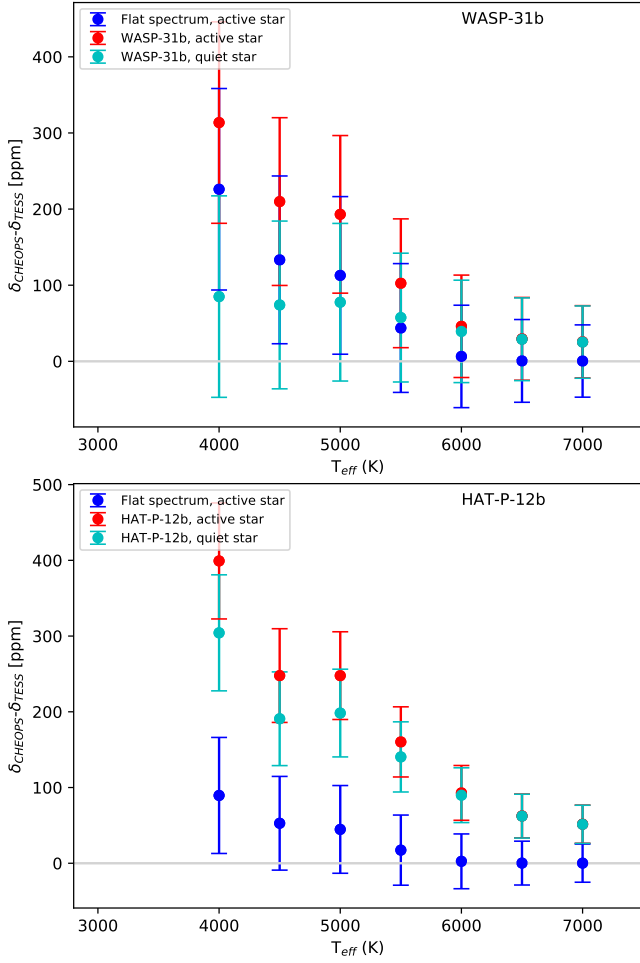 WASP-31b
Flat spectrum, active star
WASP-31b, active star
WASP-31b, quiet star
400
300
200
100
0
δCHEOPS-δTESS [ppm]
3000 4000 5000 6000 7000
Teff (K)
HAT-P-12b
Flat spectrum, active star
HAT-P-12b, active star
HAT-P-12b, quiet star
500
400
300
200
100
0
δCHEOPS-δTESS [ppm]
3000 4000 5000 6000 7000
Teff (K)